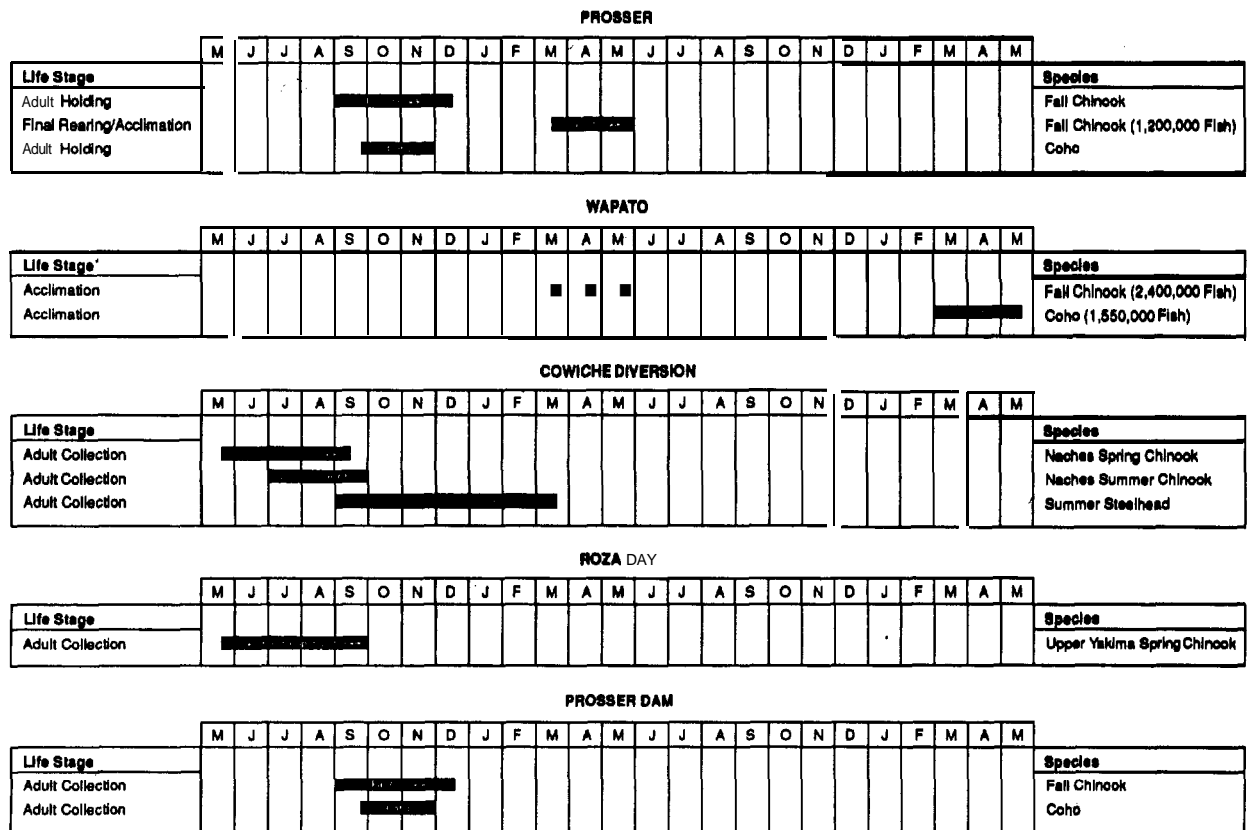 PROSSER
M J J A S O N D J F M A M J J A S O N D J F M A M
Life Stage Species
Adult Holding Fall Chinook
Final Rearing/Acclimation Fall Chinook (1,200,000 Fish)
Adult Holding Coho
WAPATO
M J J A S O N D J F M A M J J A S O N D J F M A M
Life Stage Species
Acclimation Fall Chinook (2,400,000 Fish)
Acclimation Coho (1,550,000 Fish)
COWICHE DIVERSION
M J J A S O N D J F M A M J J A S O N D J F M A M
Life Stage Species
Adult Collection Naches Spring Chinook
Adult Collection Naches Summer Chinook
Adult Collection Summer Steelhead
ROZA DAY
M J J A S O N D J F M A M J J A S O N D J F M A M
Life Stage Species
Adult Collection Upper Yakima Spring Chinook
PROSSER DAM
M J J A S O N D J F M A M J J A S O N D J F M A M
Life Stage Species
Adult Collection Fall Chinook
Adult Collection Coho